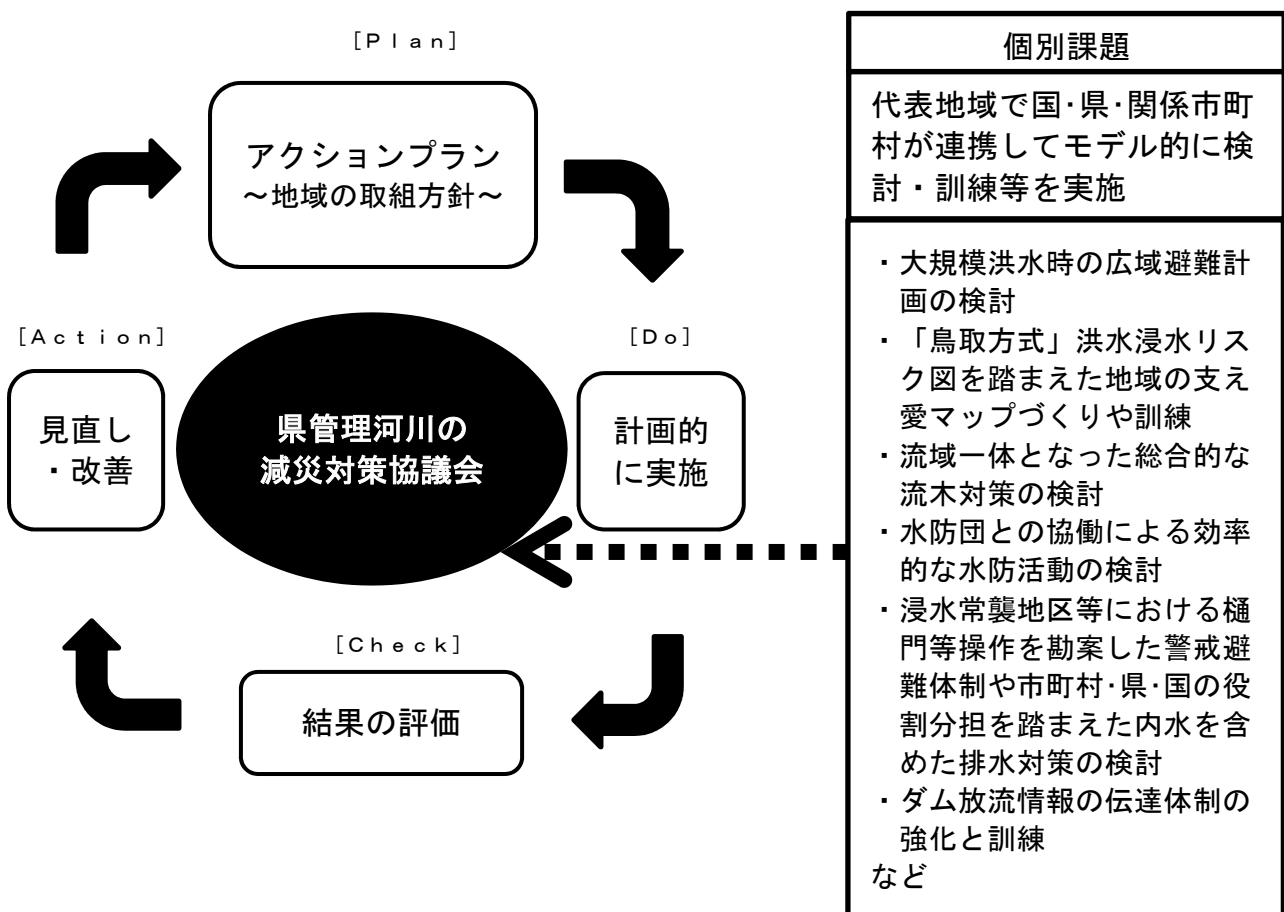 [Ｐｌａｎ]
アクションプラン
～地域の取組方針～
[Ａｃｔｉｏｎ]
[Ｄｏ]
見直し
・改善
県管理河川の
減災対策協議会
計画的
に実施
[Ｃｈｅｃｋ]
結果の評価
個別課題
代表地域で国･県･関係市町
村が連携してモデル的に検
討・訓練等を実施
・大規模洪水時の広域避難計
画の検討
・「鳥取方式」洪水浸水リス
ク図を踏まえた地域の支え
愛マップづくりや訓練
・流域一体となった総合的な
流木対策の検討
・水防団との協働による効率
的な水防活動の検討
・浸水常襲地区等における樋
門等操作を勘案した警戒避
難体制や市町村･県･国の役
割分担を踏まえた内水を含
めた排水対策の検討
・ダム放流情報の伝達体制の
強化と訓練
など